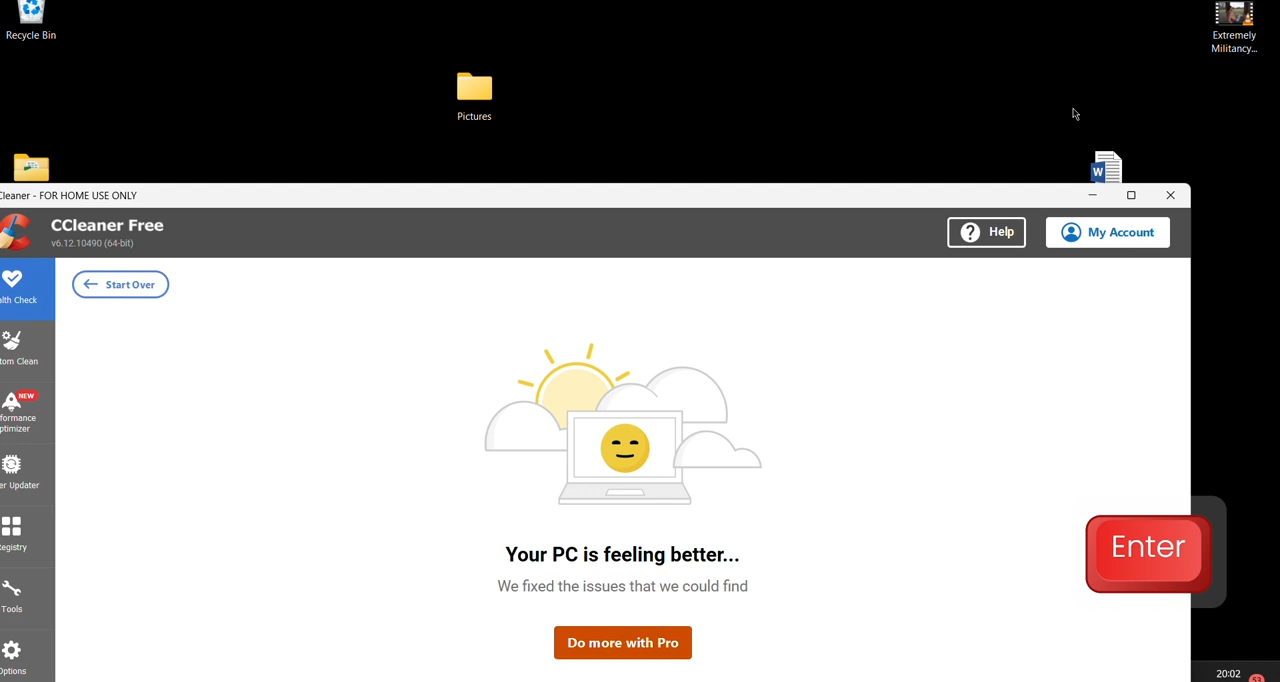 Recycle Bin
Extremely
Militancy...
Pictures
W
Cleaner - FOR HOME USE ONLY
CCleaner Free
v6.12.10490 (64-bit)
? Help
My Account
alth Check
Start Over
tom Clean
NEW
formance
ptimizer
er Updater
egistry
Tools
Options
Your PC is feeling better...
We fixed the issues that we could find
Do more with Pro
Enter
20:02